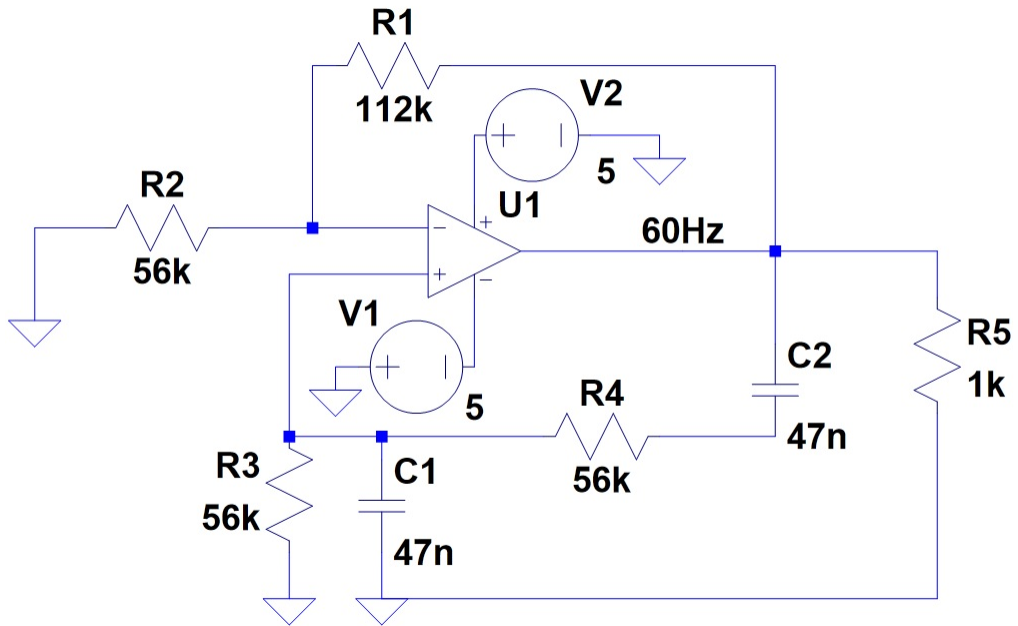 R1
112k
V2
+ |
5
R2
56k
U1
+
−
60Hz
+
−
V1
+ |
5
R5
1k
C2
47n
R4
56k
R3
56k
C1
47n